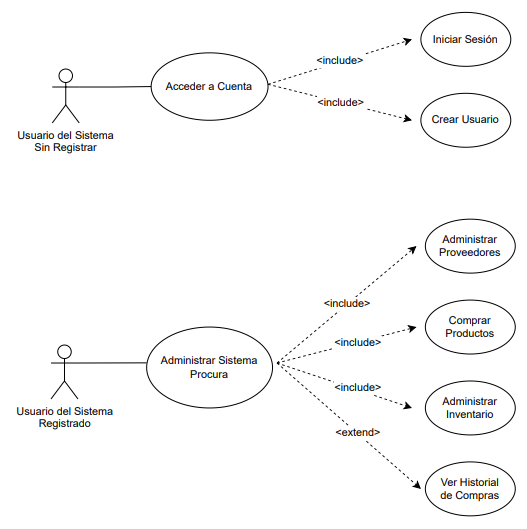 Iniciar Sesión
<include>
Acceder a Cuenta
<include>
Crear Usuario
Usuario del Sistema
Sin Registrar
Administrar
Proveedores
<include>
Comprar
Productos
<include>
Administrar Sistema
Procura
<include>
Administrar
Inventario
Usuario del Sistema
Registrado
<extend>
Ver Historial
de Compras